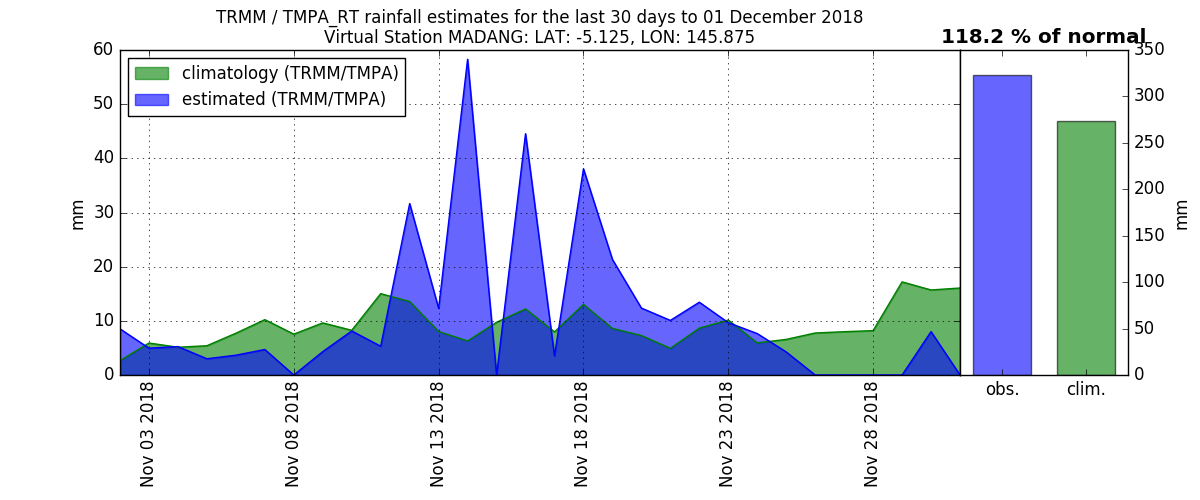 TRMM / TMPA_RT rainfall estimates for the last 30 days to 01 December 2018
Virtual Station MADANG: LAT: -5.125, LON: 145.875
118.2 % of normal
climatology (TRMM/TMPA)
estimated (TRMM/TMPA)
60
50
40
30
20
10
0
mm
Nov 03 2018
Nov 08 2018
Nov 13 2018
Nov 18 2018
Nov 23 2018
Nov 28 2018
350
300
250
200
150
100
50
0
mm
obs.
clim.